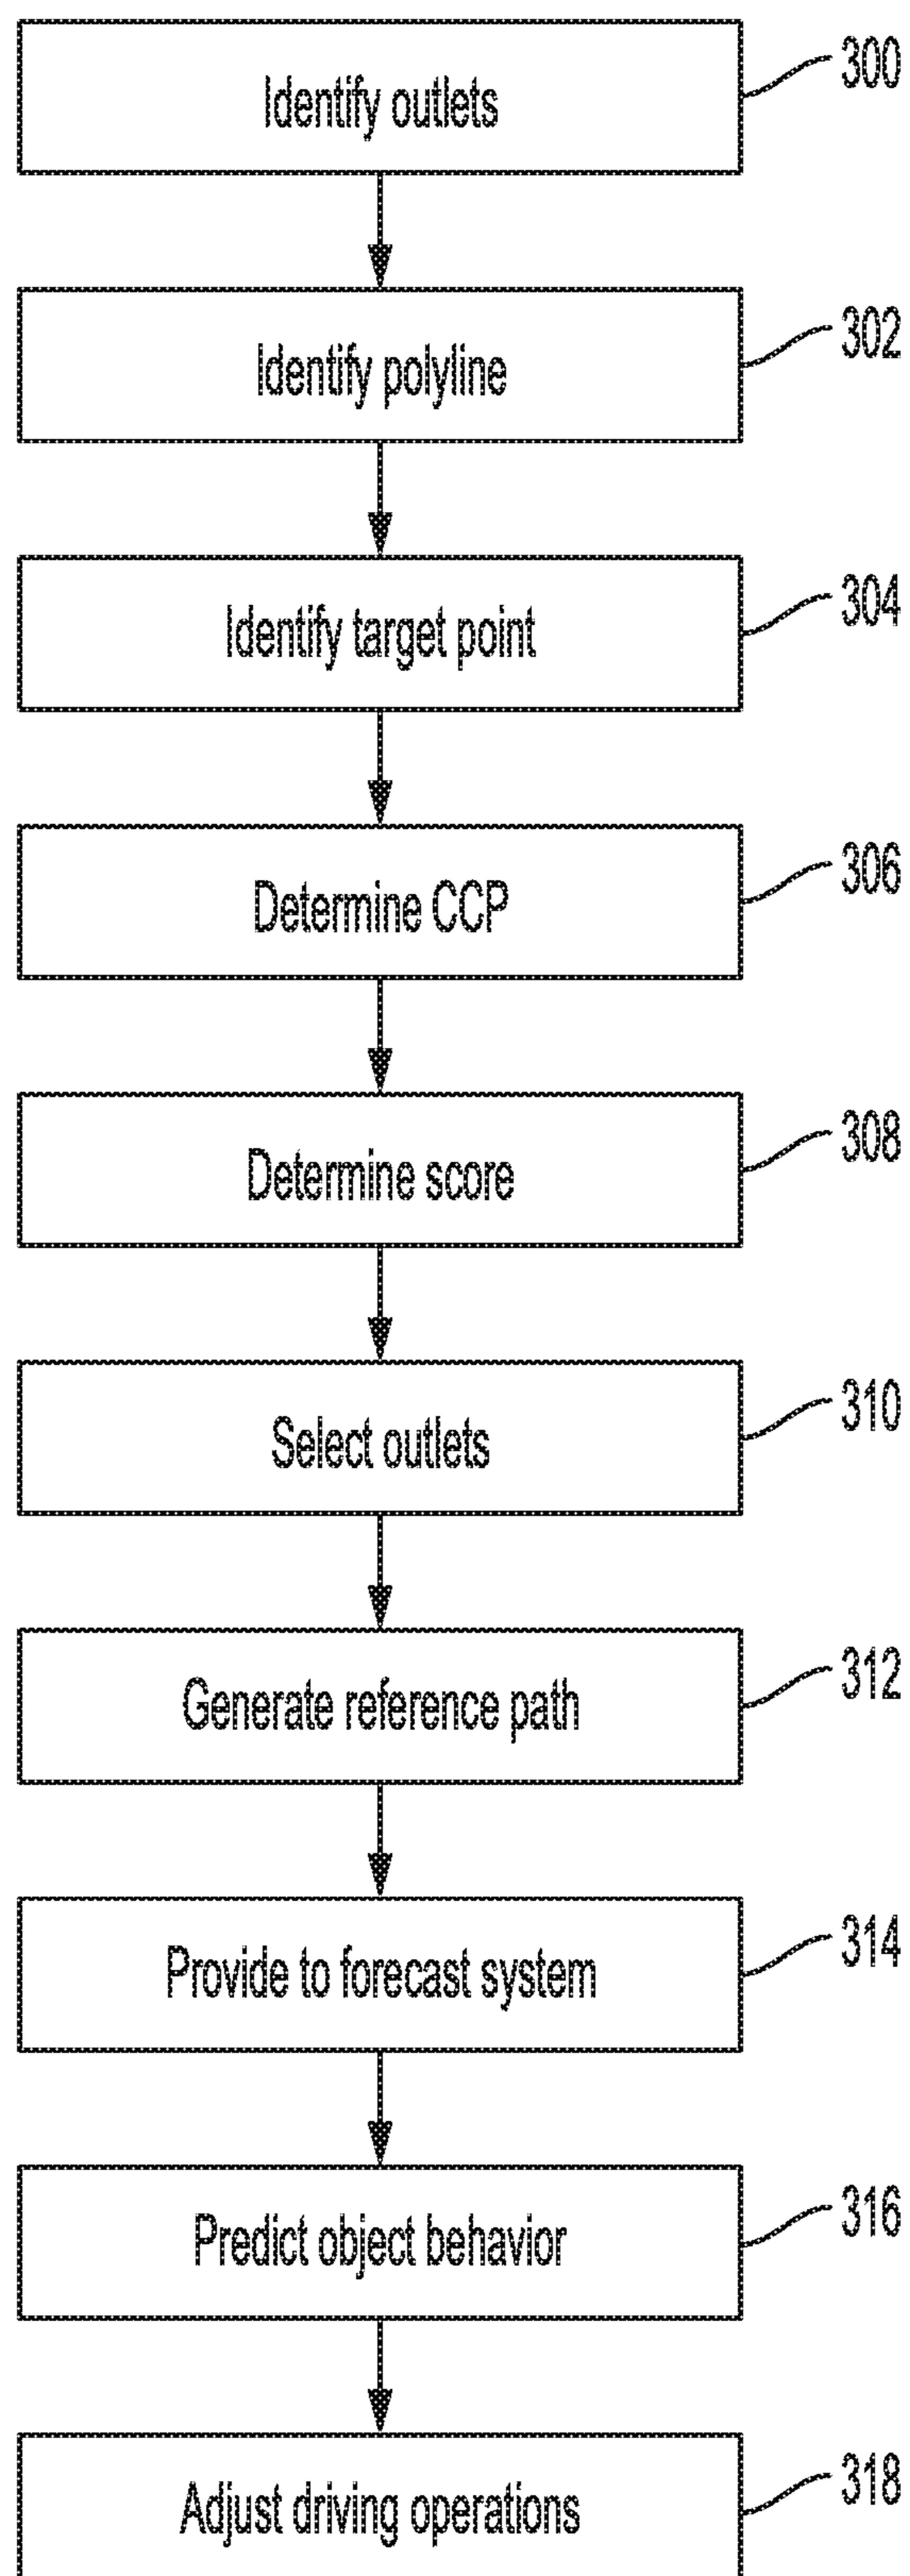 Identify outlets
300
Identify polyline
302
Identify target point
304
Determine CCP
306
Determine score
308
Select outlets
310
Generate reference path
312
Provide to forecast system
314
Predict object behavior
316
Adjust driving operations
318